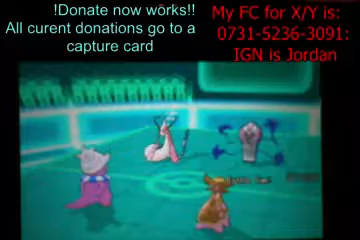 !Donate now wörks!!
All curent donations go to a
capture card
My FC for X/Y is:
0731-5236-3091:
IGN is Jordan